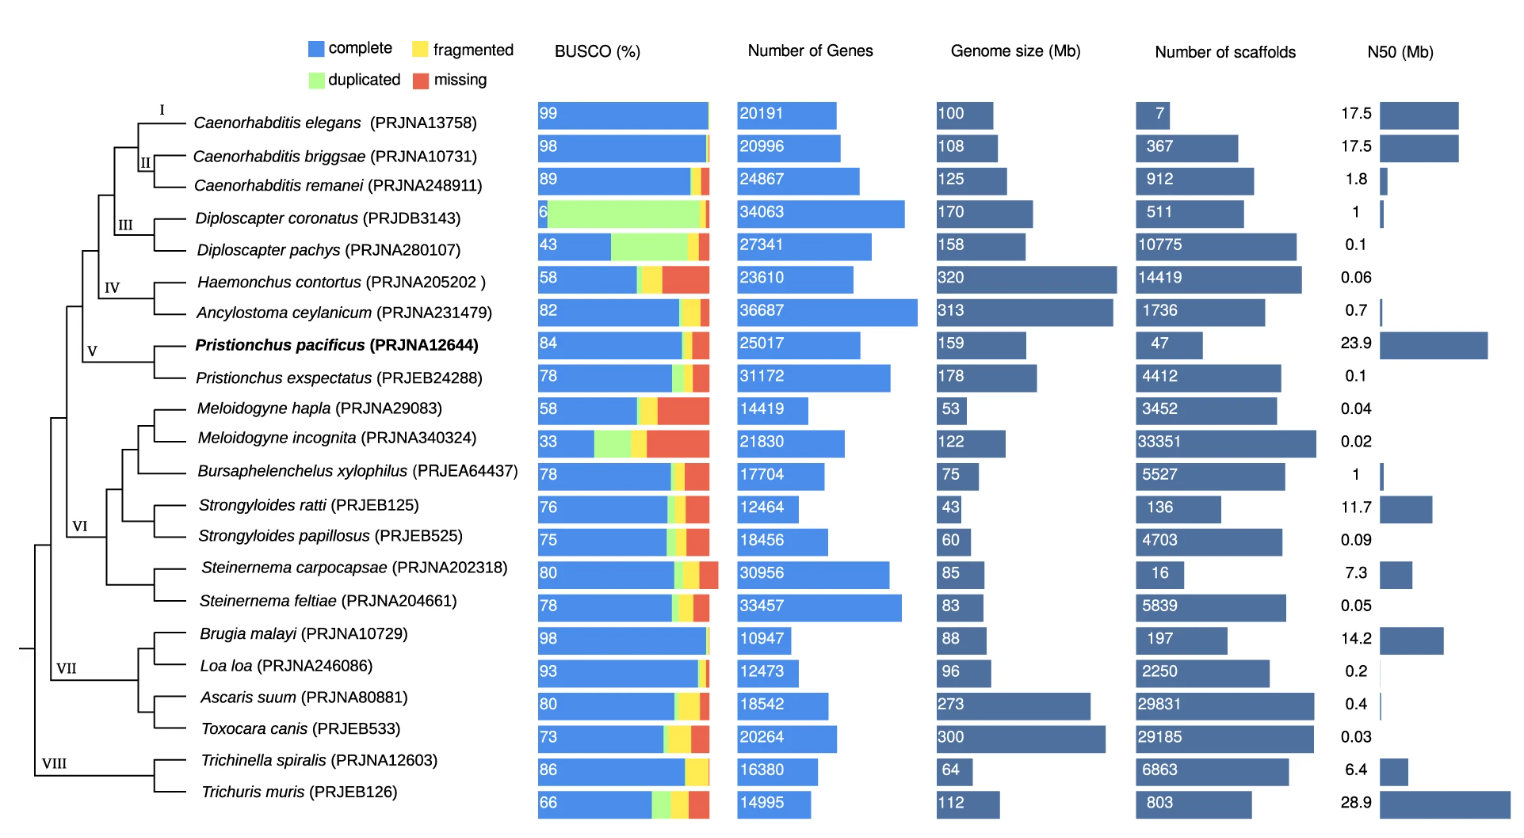 complete fragmented BUSCO (%) Number of Genes Genome size (Mb) Number of scaffolds N50 (Mb)
duplicated missing
I
Caenorhabditis elegans (PRJNA13758) 99 20191 100 7 17.5
II
Caenorhabditis briggsae (PRJNA10731) 98 20996 108 367 17.5
Caenorhabditis remanei (PRJNA248911) 89 24867 125 912 1.8
III
Diploscapter coronatus (PRJDB3143) 6 34063 170 511 1
Diploscapter pachys (PRJNA280107) 43 27341 158 10775 0.1
IV
Haemonchus contortus (PRJNA205202 ) 58 23610 320 14419 0.06
Ancylostoma ceylanicum (PRJNA231479) 82 36687 313 1736 0.7
V
Pristionchus pacificus (PRJNA12644) 84 25017 159 47 23.9
Pristionchus exspectatus (PRJEB24288) 78 31172 178 4412 0.1
Meloidogyne hapla (PRJNA29083) 58 14419 53 3452 0.04
Meloidogyne incognita (PRJNA340324) 33 21830 122 33351 0.02
Bursaphelenchelus xylophilus (PRJEA64437) 78 17704 75 5527 1
Strongyloides ratti (PRJEB125) 76 12464 43 136 11.7
VI
Strongyloides papillosus (PRJEB525) 75 18456 60 4703 0.09
Steinernema carpocapsae (PRJNA202318) 80 30956 85 16 7.3
Steinernema feltiae (PRJNA204661) 78 33457 83 5839 0.05
Brugia malayi (PRJNA10729) 98 10947 88 197 14.2
VII
Loa loa (PRJNA246086) 93 12473 96 2250 0.2
Ascaris suum (PRJNA80881) 80 18542 273 29831 0.4
Toxocara canis (PRJEB533) 73 20264 300 29185 0.03
VIII
Trichinella spiralis (PRJNA12603) 86 16380 64 6863 6.4
Trichuris muris (PRJEB126) 66 14995 112 803 28.9